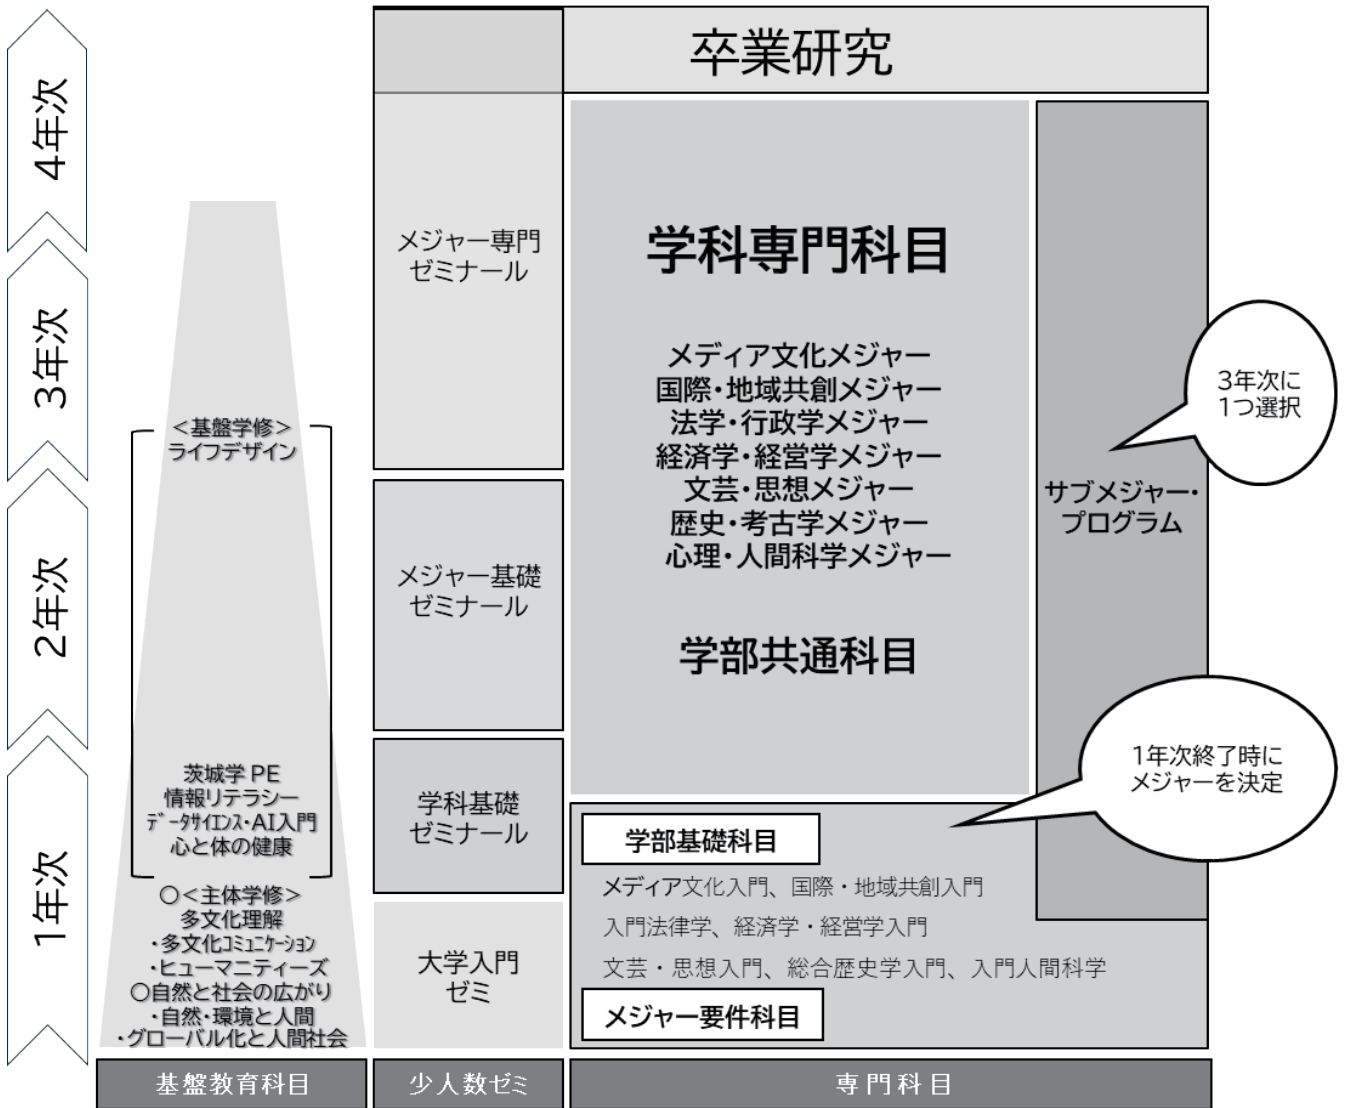 4年次
3年次
2年次
1年次
＜基盤学修＞
ライフデザイン
茨城学 PE
情報リテラシー
ﾃﾞｰﾀｻｲｴﾝｽ・AI入門
心と体の健康
○＜主体学修＞
多文化理解
・多文化ｺﾐｭﾆｹｰｼｮﾝ
・ヒューマニティーズ
○自然と社会の広がり
・自然・環境と人間
・グローバル化と人間社会
基盤教育科目
メジャー専門
ゼミナール
メジャー基礎
ゼミナール
学科基礎
ゼミナール
大学入門
ゼミ
少人数ゼミ
卒業研究
学科専門科目
メディア文化メジャー
国際・地域共創メジャー
法学・行政学メジャー
経済学・経営学メジャー
文芸・思想メジャー
歴史・考古学メジャー
心理・人間科学メジャー
学部共通科目
サブメジャー・
プログラム
3年次に
1つ選択
1年次終了時に
メジャーを決定
学部基礎科目
メディア文化入門、国際・地域共創入門
入門法律学、経済学・経営学入門
文芸・思想入門、総合歴史学入門、入門人間科学
メジャー要件科目
専門科目